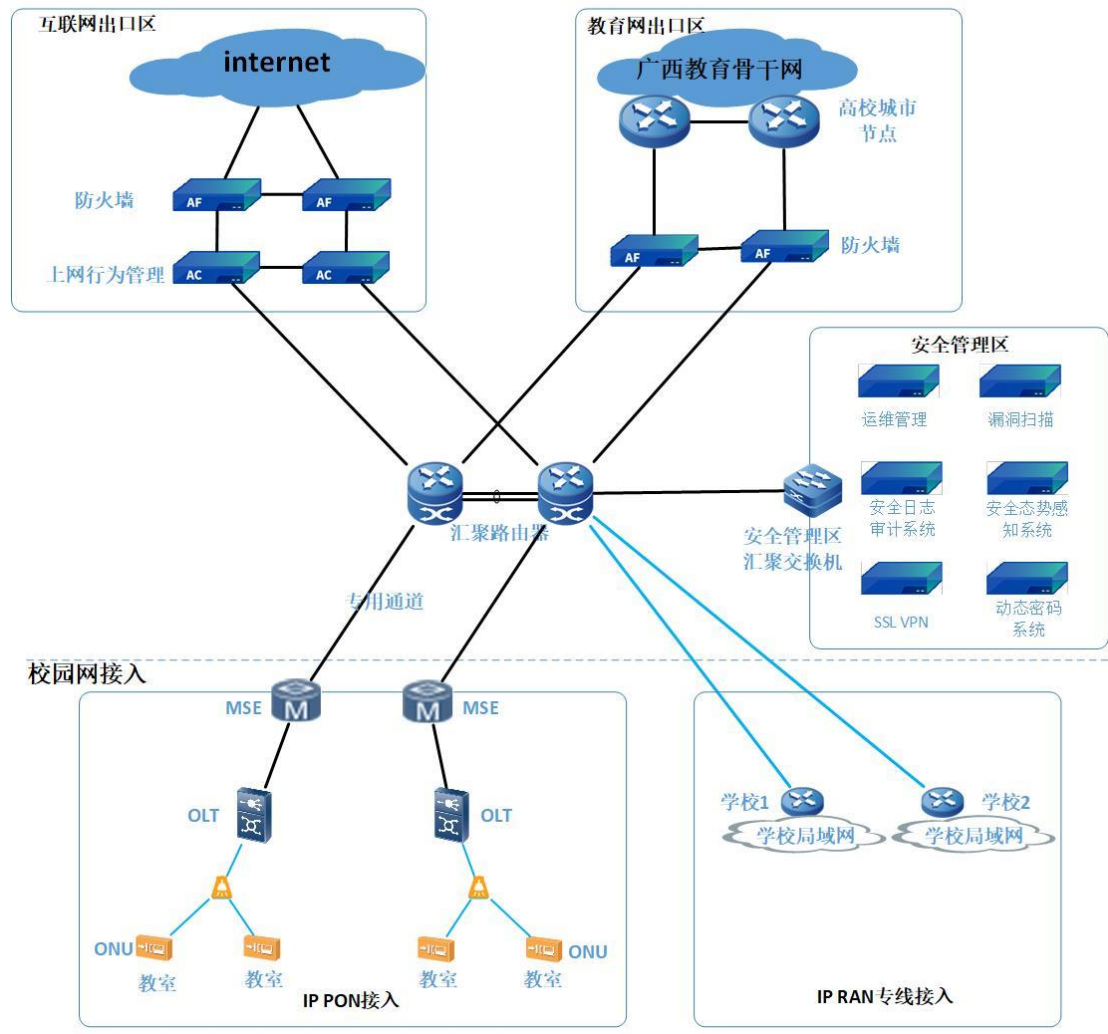 互联网出口区
internet
防火墙
AF
AF
上网行为管理
AC
AC
教育网出口区
广西教育骨干网
高校城市
节点
AF
AF
防火墙
安全管理区
运维管理
漏洞扫描
安全日志
审计系统
安全态势感
知系统
SSL VPN
动态密码
系统
安全管理区
汇聚交换机
汇聚路由器
专用通道
校园网接入
MSE
M
M
MSE
OLT
OLT
ONU
教室
教室
教室
教室
ONU
IP PON接入
学校1
学校局域网
学校2
学校局域网
IP RAN专线接入